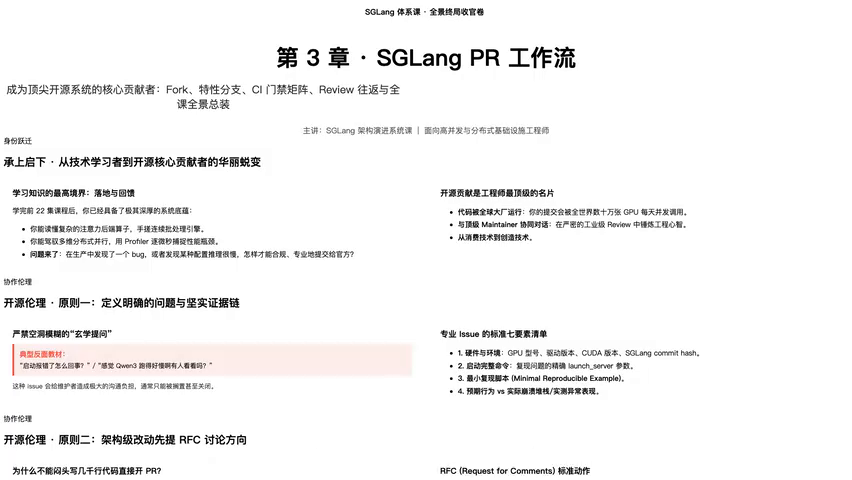 SGLang 体系课 · 全景终局收官卷
第 3 章 · SGLang PR 工作流
成为顶尖开源系统的核心贡献者：Fork、特性分支、CI 门禁矩阵、Review 往返与全
课全景总装
主讲：SGLang 架构演进系统课 ｜ 面向高并发与分布式基础设施工程师
身份跃迁
承上启下 · 从技术学习者到开源核心贡献者的华丽蜕变
学习知识的最高境界：落地与回馈
学完前 22 集课程后，你已经具备了极其深厚的系统底蕴：
• 你能读懂复杂的注意力后端算子，手搓连续批处理引擎。
• 你能驾驭多维分布式并行，用 Profiler 逐微秒捕捉性能瓶颈。
• 问题来了：在生产中发现了一个 bug，或者发现某种配置推理很慢，怎样才能合规、专业地提交给官方？
开源贡献是工程师最顶级的名片
• 代码被全球大厂运行：你的提交会被全世界数十万张 GPU 每天并发调用。
• 与顶级 Maintainer 协同对话：在严密的工业级 Review 中锤炼工程心智。
• 从消费技术到创造技术。
协作伦理
开源伦理 · 原则一：定义明确的问题与坚实证据链
严禁空洞模糊的“玄学提问”
典型反面教材：
“启动报错了怎么回事？” / “感觉 Qwen3 跑得好慢啊有人看看吗？”
这种 Issue 会给维护者造成极大的沟通负担，通常只能被搁置甚至关闭。
专业 Issue 的标准七要素清单
• 1. 硬件与环境：GPU 型号、驱动版本、CUDA 版本、SGLang commit hash。
• 2. 启动完整命令：复现问题的精确 launch_server 参数。
• 3. 最小复现脚本 (Minimal Reproducible Example)。
• 4. 预期行为 vs 实际崩溃堆栈/实测异常表现。
协作伦理
开源伦理 · 原则二：架构级改动先提 RFC 讨论方向
为什么不能闷头写几千行代码直接开 PR？
RFC (Request for Comments) 标准动作